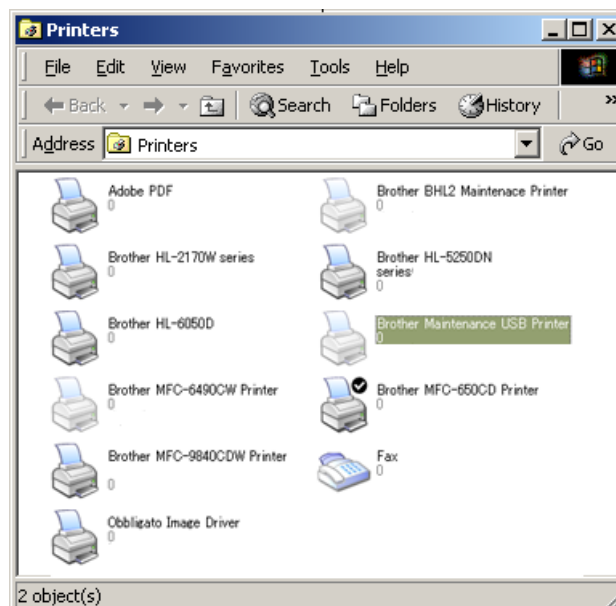 Printers
File Edit View Favorites Tools Help
Back Search Folders History »
Address Printers Go
Adobe PDF
0
Brother BHL2 Maintenace Printer
0
Brother HL-2170W series
0
Brother HL-5250DN
series
0
Brother HL-6050D
0
Brother Maintenance USB Printer
0
Brother MFC-6490CW Printer
0
Brother MFC-650CD Printer
0
Brother MFC-9840CDW Printer
0
Fax
0
Obbligato Image Driver
0
2 object(s)